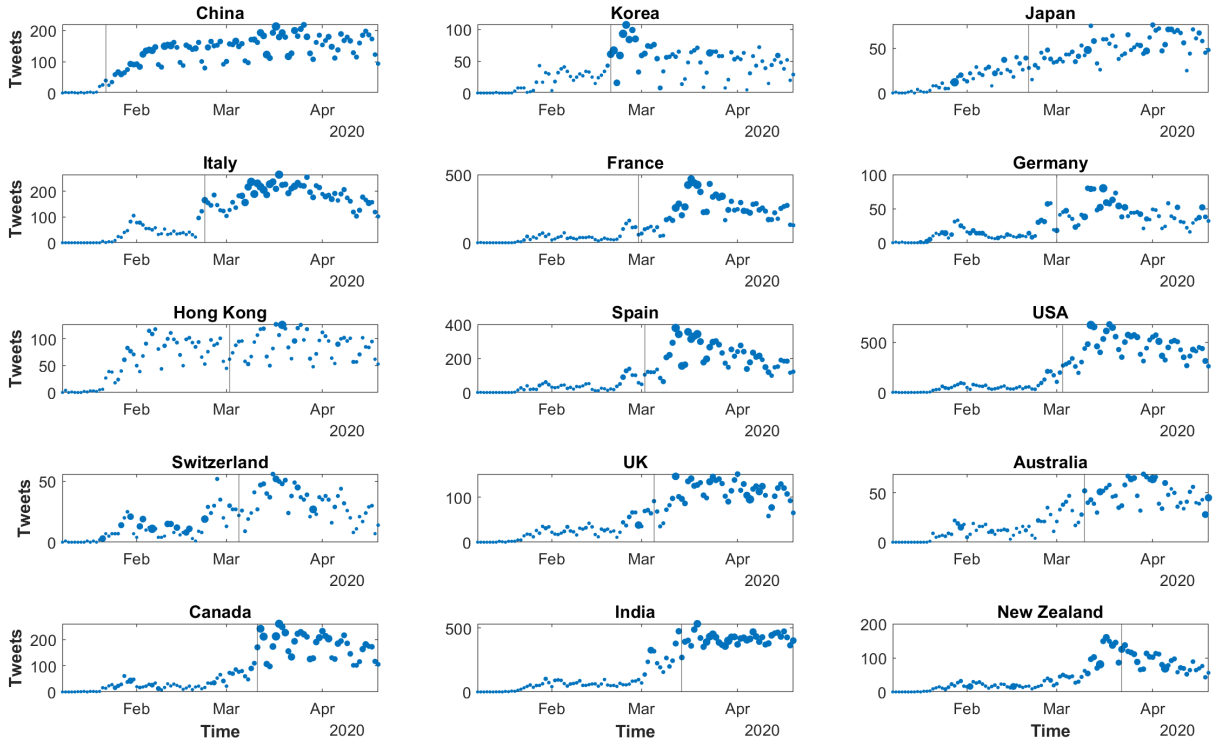 China
Korea
Japan
Tweets
200
100
0
Feb
Mar
Apr
2020
100
50
0
Feb
Mar
Apr
2020
50
0
Feb
Mar
Apr
2020
Italy
France
Germany
Tweets
200
100
0
Feb
Mar
Apr
2020
500
0
Feb
Mar
Apr
2020
100
50
0
Feb
Mar
Apr
2020
Hong Kong
Spain
USA
100
50
0
Feb
Mar
Apr
2020
400
200
0
Feb
Mar
Apr
2020
500
0
Feb
Mar
Apr
2020
Switzerland
UK
Australia
Tweets
50
0
Feb
Mar
Apr
2020
100
0
Feb
Mar
Apr
2020
50
0
Feb
Mar
Apr
2020
Canada
India
New Zealand
Tweets
200
100
0
Feb
Mar
Apr
Time
2020
500
0
Feb
Mar
Apr
Time
2020
200
100
0
Feb
Mar
Apr
Time
2020